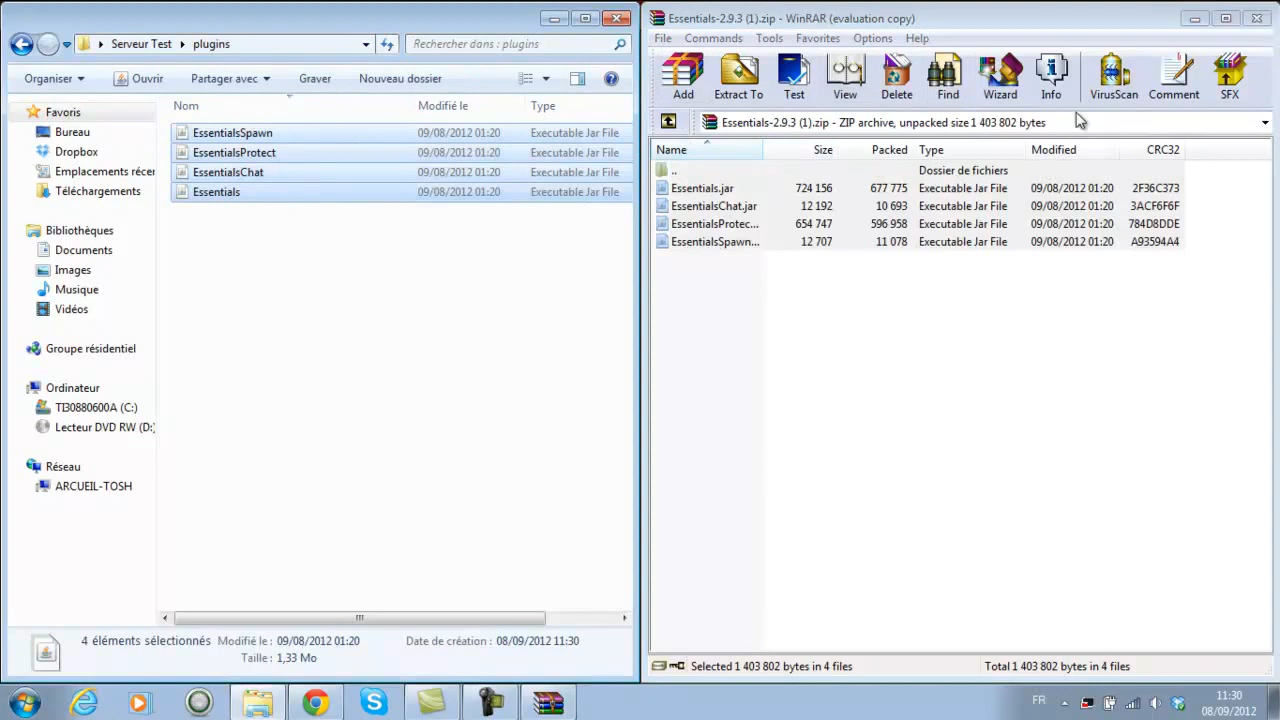 Serveur Test
plugins
Rechercher dans : plugins
Organiser
Ouvrir
Partager avec
Graver
Nouveau dossier
Favoris
Bureau
Dropbox
Emplacements récer
Téléchargements
Bibliothèques
Documents
Images
Musique
Vidéos
Groupe résidentiel
Ordinateur
TI30880600A (C:)
Lecteur DVD RW (D:)
Réseau
ARCUEIL-TOSH
Nom Modifié le Type
EssentialsSpawn 09/08/2012 01:20 Executable Jar File
EssentialsProtect 09/08/2012 01:20 Executable Jar File
EssentialsChat 09/08/2012 01:20 Executable Jar File
Essentials 09/08/2012 01:20 Executable Jar File
4 éléments sélectionnés Modifié le : 09/08/2012 01:20 Date de création : 08/09/2012 11:30
Taille : 1,33 Mo
Essentials-2.9.3 (1).zip - WinRAR (evaluation copy)
File Commands Tools Favorites Options Help
Add Extract To Test View Delete Find Wizard Info VirusScan Comment SFX
Essentials-2.9.3 (1).zip - ZIP archive, unpacked size 1 403 802 bytes
Name Size Packed Type Modified CRC32
.. Dossier de fichiers
Essentials.jar 724 156 677 775 Executable Jar File 09/08/2012 01:20 2F36C373
EssentialsChat.jar 12 192 10 693 Executable Jar File 09/08/2012 01:20 3ACF6F6F
EssentialsProtec... 654 747 596 958 Executable Jar File 09/08/2012 01:20 784D8DDE
EssentialsSpawn... 12 707 11 078 Executable Jar File 09/08/2012 01:20 A93594A4
Selected 1 403 802 bytes in 4 files Total 1 403 802 bytes in 4 files
FR
11:30
08/09/2012